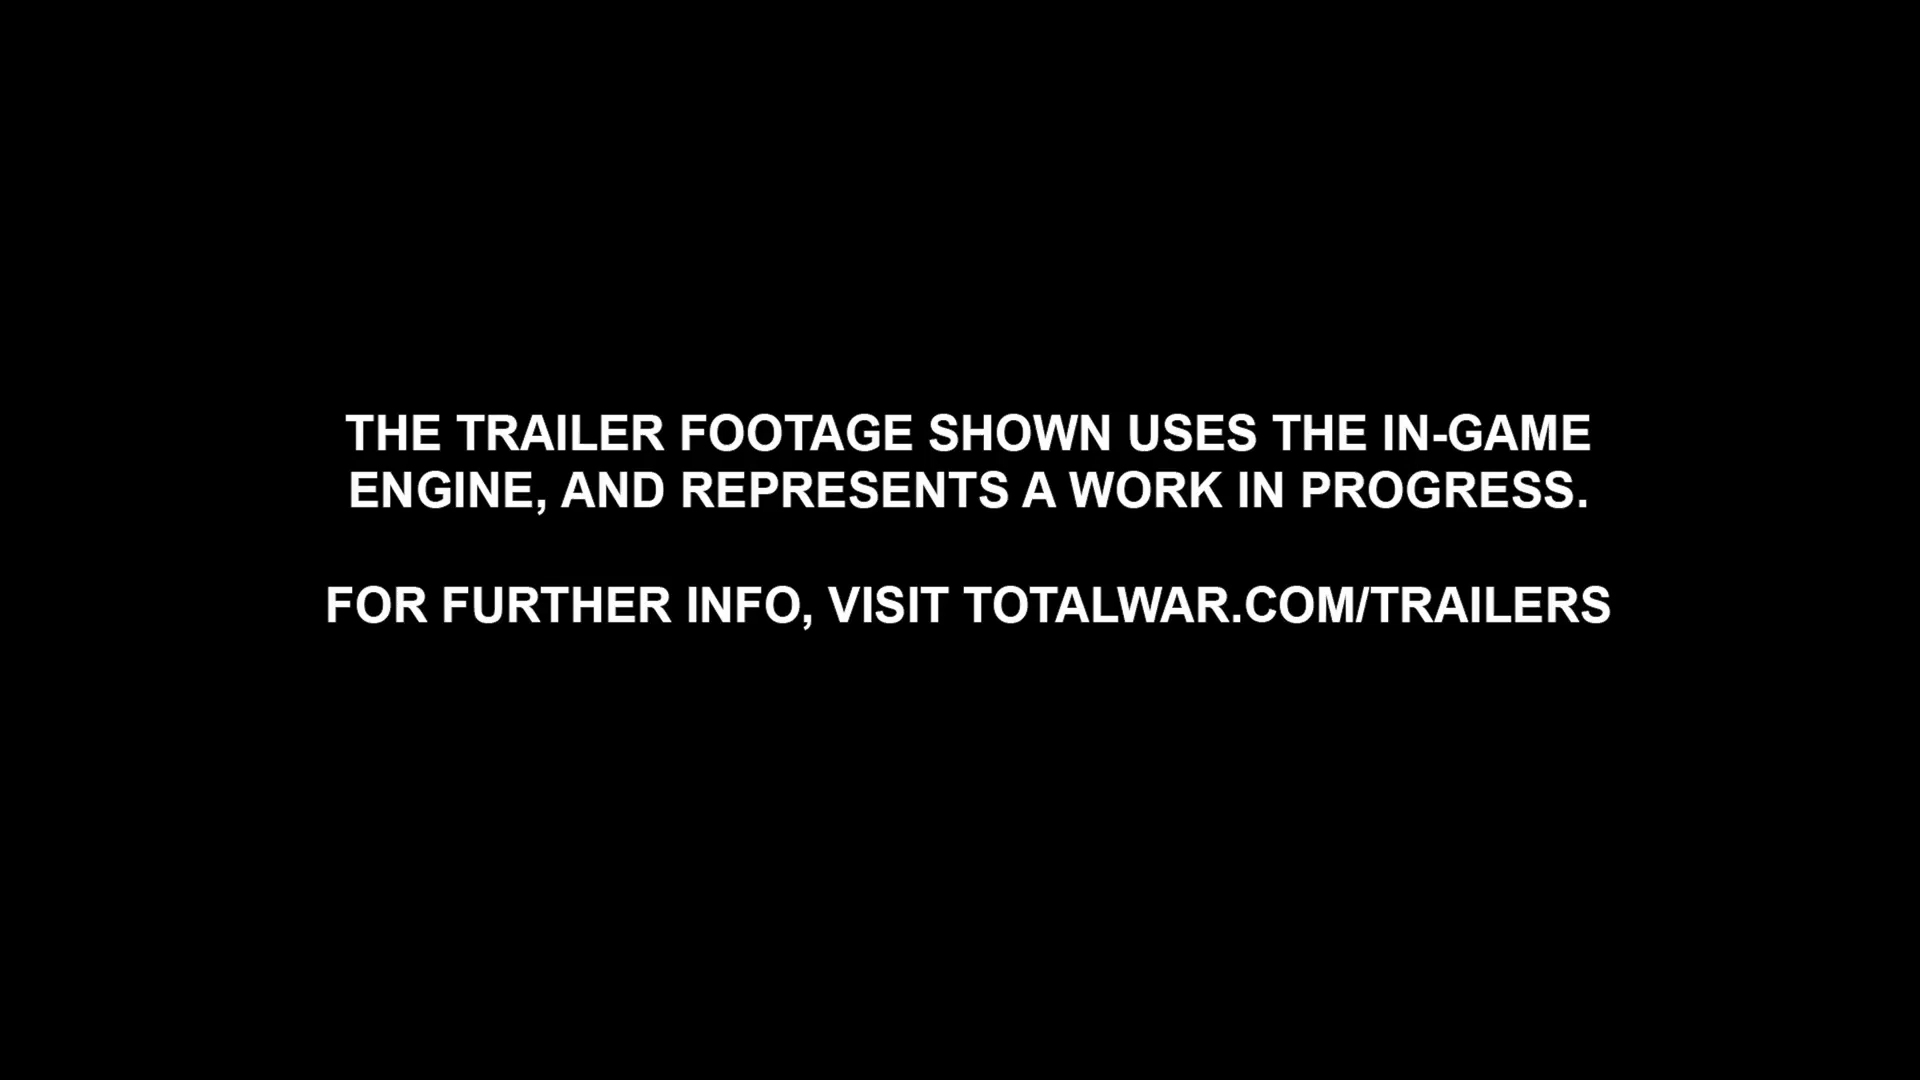 THE TRAILER FOOTAGE SHOWN USES THE IN-GAME
ENGINE, AND REPRESENTS A WORK IN PROGRESS.
FOR FURTHER INFO, VISIT TOTALWAR.COM/TRAILERS